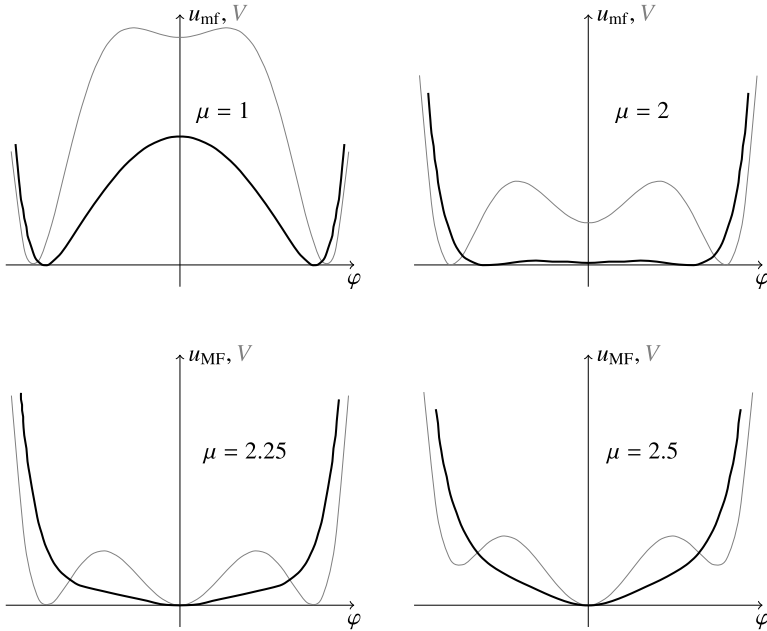 u_mf, V
u_mf, V
μ = 1
μ = 2
φ
φ
u_MF, V
u_MF, V
μ = 2.25
μ = 2.5
φ
φ